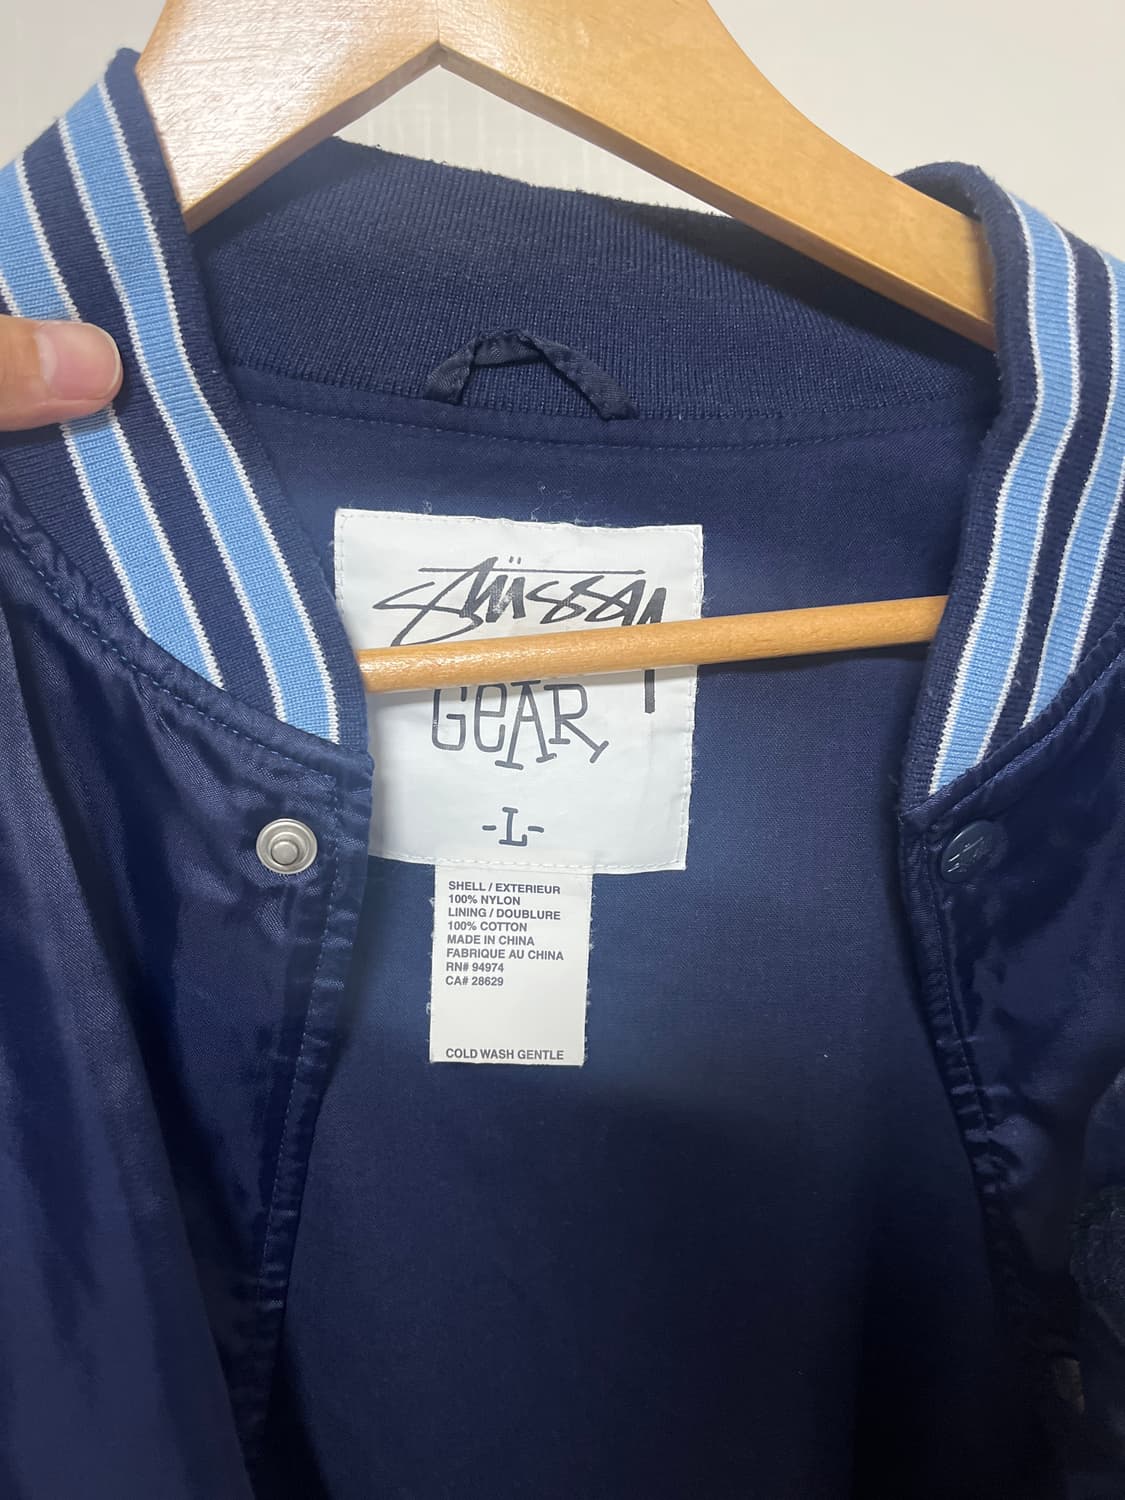 Stüssy
GEAR
-L-
SHELL / EXTERIEUR
100% NYLON
LINING / DOUBLURE
100% COTTON
MADE IN CHINA
FABRIQUE AU CHINA
RN# 94974
CA# 28629
COLD WASH GENTLE